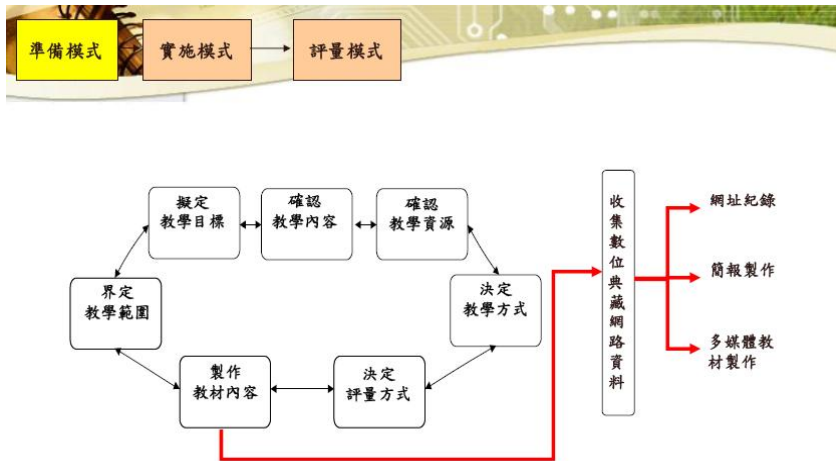 準備模式
實施模式
評量模式
擬定
教學目標
確認
教學內容
確認
教學資源
界定
教學範圍
決定
教學方式
製作
教材內容
決定
評量方式
收集數位典藏網路資料
網址紀錄
簡報製作
多媒體教
材製作